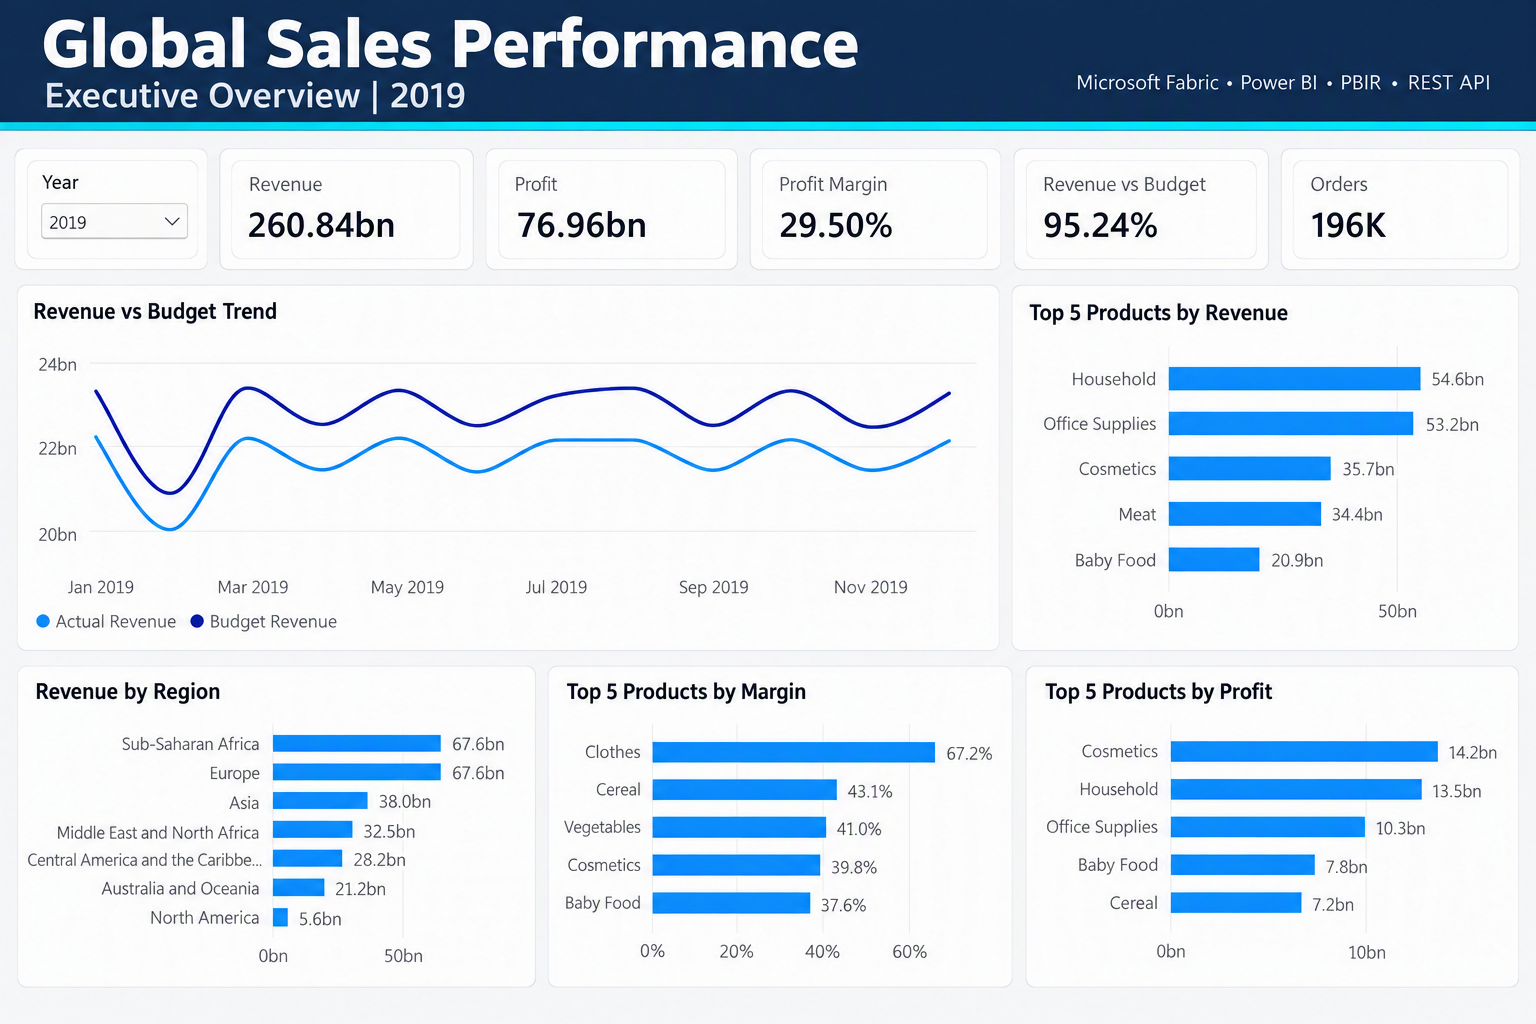 Global Sales Performance
Executive Overview | 2019
Microsoft Fabric • Power BI • PBIR • REST API
Year
2019
Revenue
260.84bn
Profit
76.96bn
Profit Margin
29.50%
Revenue vs Budget
95.24%
Orders
196K
Revenue vs Budget Trend
24bn
22bn
20bn
Jan 2019 Mar 2019 May 2019 Jul 2019 Sep 2019 Nov 2019
Actual Revenue Budget Revenue
Top 5 Products by Revenue
Household 54.6bn
Office Supplies 53.2bn
Cosmetics 35.7bn
Meat 34.4bn
Baby Food 20.9bn
0bn 50bn
Revenue by Region
Sub-Saharan Africa 67.6bn
Europe 67.6bn
Asia 38.0bn
Middle East and North Africa 32.5bn
Central America and the Caribbe... 28.2bn
Australia and Oceania 21.2bn
North America 5.6bn
0bn 50bn
Top 5 Products by Margin
Clothes 67.2%
Cereal 43.1%
Vegetables 41.0%
Cosmetics 39.8%
Baby Food 37.6%
0% 20% 40% 60%
Top 5 Products by Profit
Cosmetics 14.2bn
Household 13.5bn
Office Supplies 10.3bn
Baby Food 7.8bn
Cereal 7.2bn
0bn 10bn